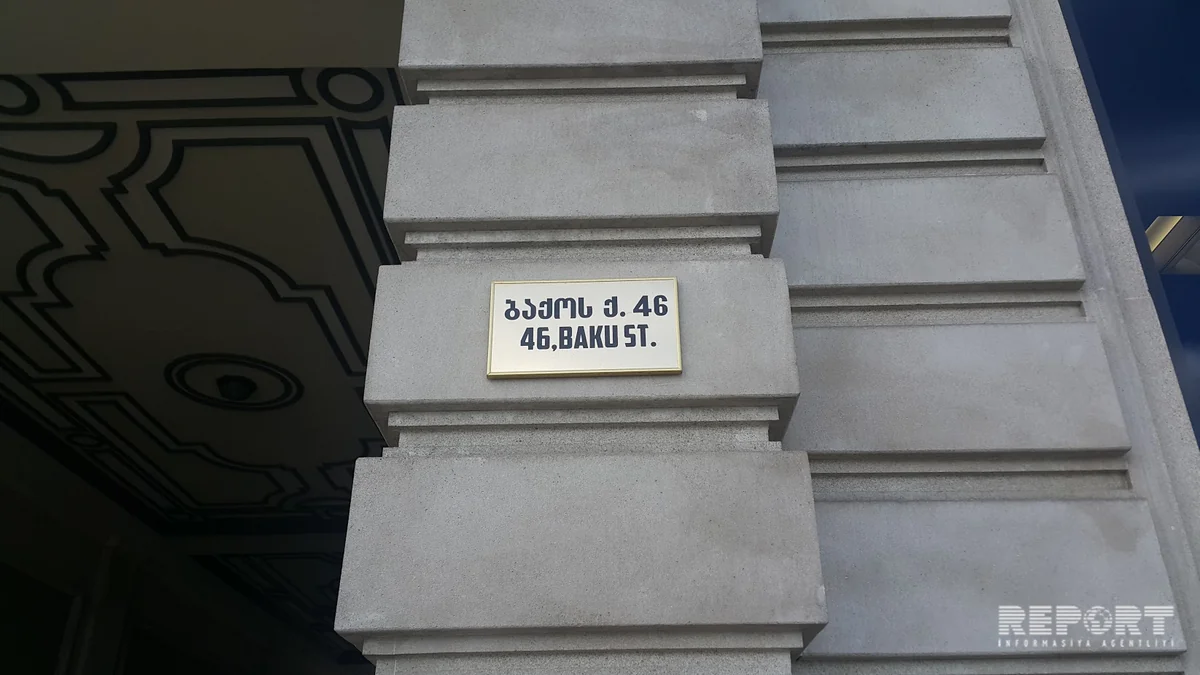 ბაქოს ქ. 46
46,BAKU ST.
REPORT
İNFORMASİYA AGENTLİYİ